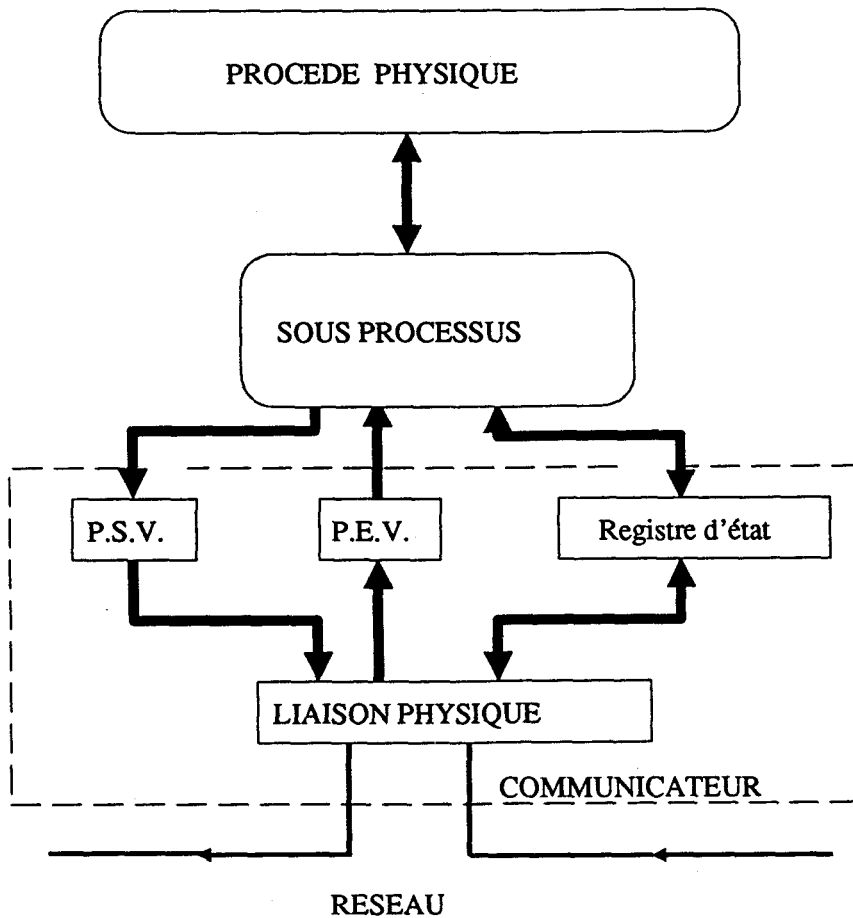 PROCEDE PHYSIQUE
SOUS PROCESSUS
P.S.V.
P.E.V.
Registre d'état
LIAISON PHYSIQUE
COMMUNICATEUR
RESEAU